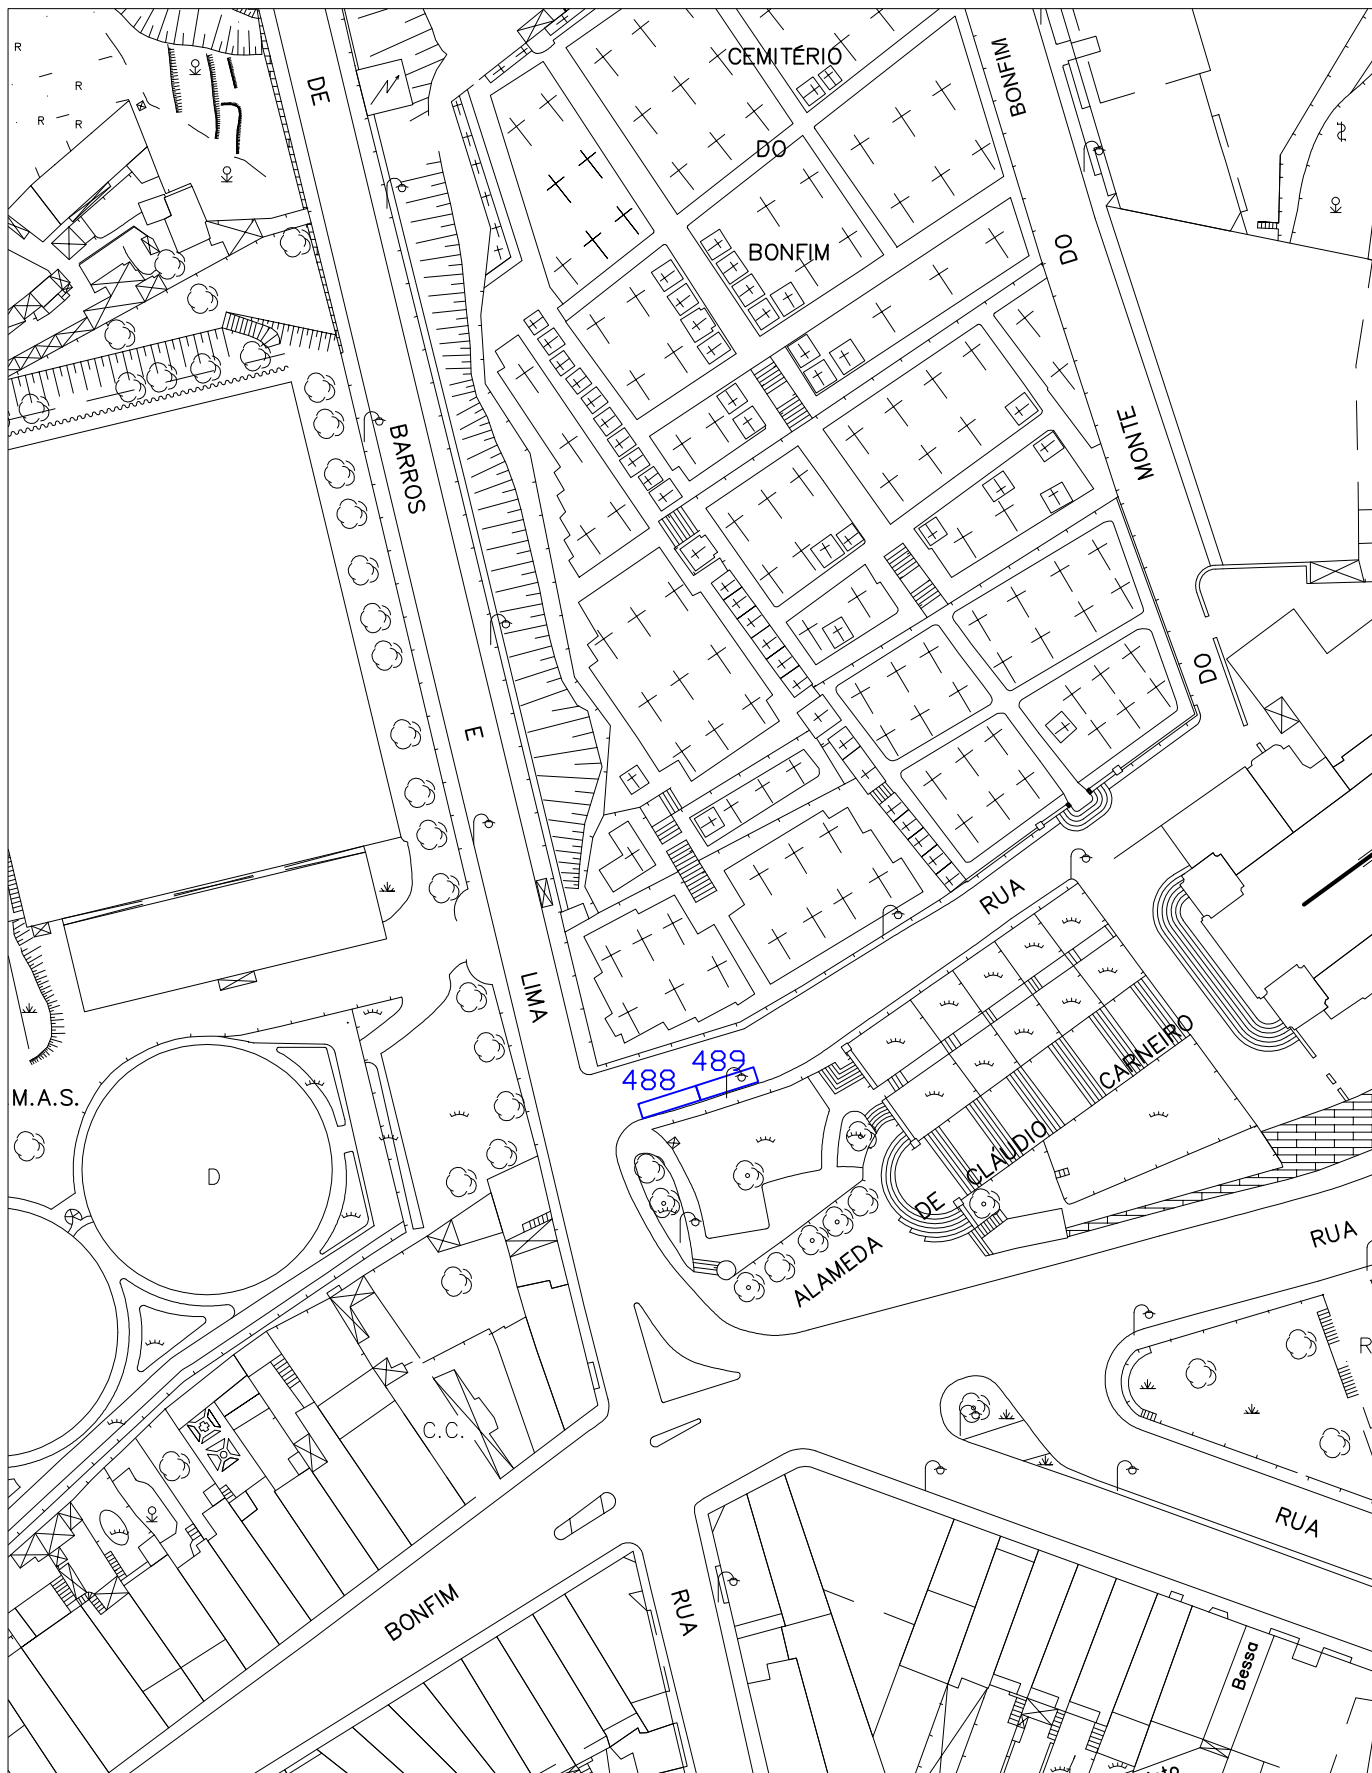 R
R
R
R
DE
CEMITÉRIO
DO
BONFIM
BONFIM
DO
MONTE
DO
BARROS
E
LIMA
RUA
488
489
M.A.S.
D
CARNEIRO
CLÁUDIO
DE
ALAMEDA
RUA
R
C.C.
RUA
BONFIM
RUA
Bessa